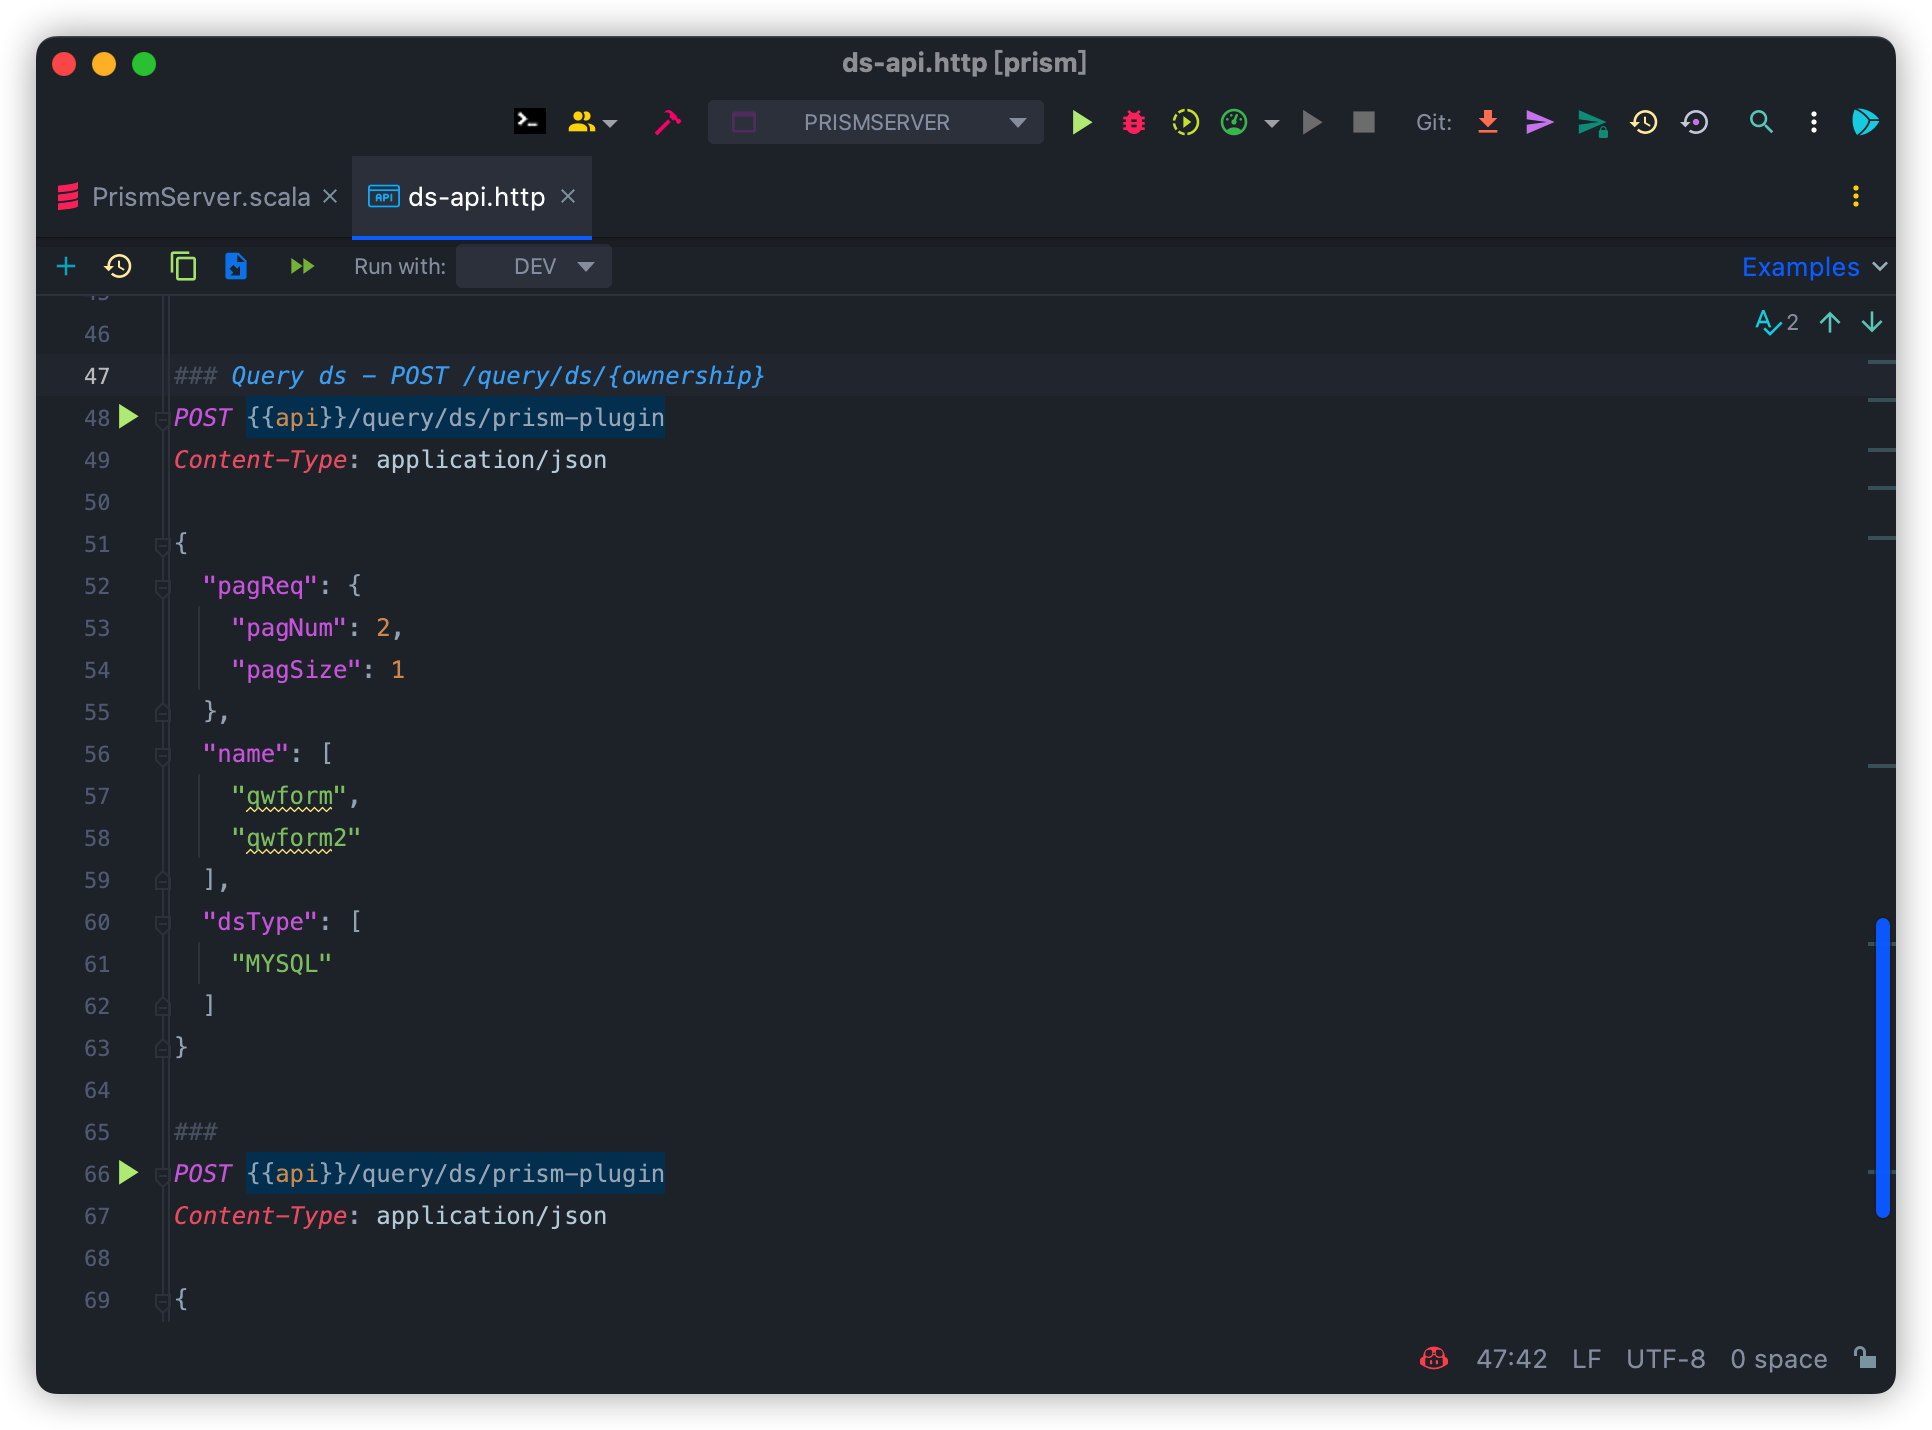 ds-api.http [prism]
PRISMSERVER Git:
PrismServer.scala ds-api.http
Run with: DEV Examples
46 2
47 ### Query ds - POST /query/ds/{ownership}
48 POST {{api}}/query/ds/prism-plugin
49 Content-Type: application/json
50
51 {
52 "pagReq": {
53 "pagNum": 2,
54 "pagSize": 1
55 },
56 "name": [
57 "qwform",
58 "qwform2"
59 ],
60 "dsType": [
61 "MYSQL"
62 ]
63 }
64
65 ###
66 POST {{api}}/query/ds/prism-plugin
67 Content-Type: application/json
68
69 {
47:42 LF UTF-8 0 space